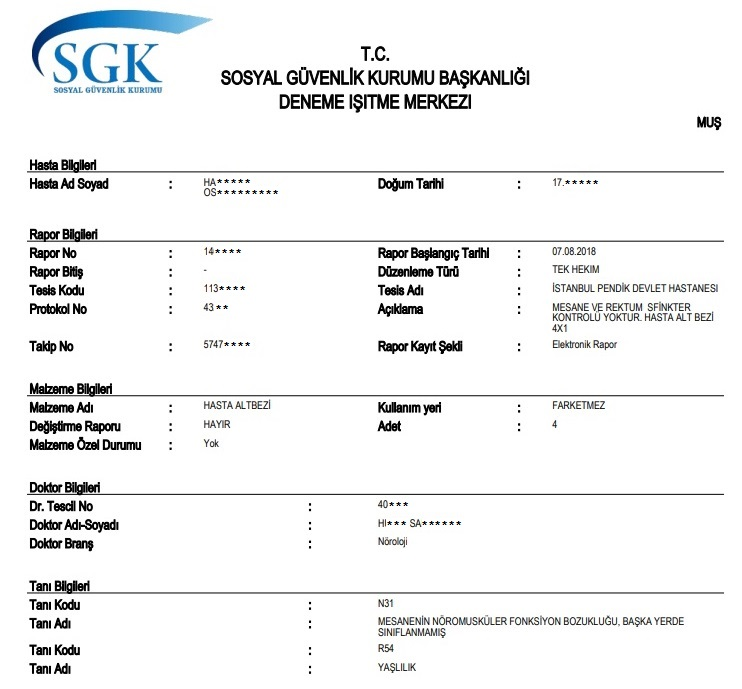 SGK
SOSYAL GÜVENLİK KURUMU
T.C.
SOSYAL GÜVENLİK KURUMU BAŞKANLIĞI
DENEME IŞITME MERKEZI
MUŞ
Hasta Bilgileri
Hasta Ad Soyad : HA***** Doğum Tarihi : 17.*****
OS*********
Rapor Bilgileri
Rapor No : 14**** Rapor Başlangıç Tarihi : 07.08.2018
Rapor Bitiş : - Düzenleme Türü : TEK HEKIM
Tesis Kodu : 113**** Tesis Adı : İSTANBUL PENDİK DEVLET HASTANESI
Protokol No : 43** Açıklama : MESANE VE REKTUM SFİNKTER
KONTROLÜ YOKTUR. HASTA ALT BEZİ
4X1
Takip No : 5747**** Rapor Kayıt Şekli : Elektronik Rapor
Malzeme Bilgileri
Malzeme Adı : HASTA ALTBEZİ Kullanım yeri : FARKETMEZ
Değiştirme Raporu : HAYIR Adet : 4
Malzeme Özel Durumu : Yok
Doktor Bilgileri
Dr. Tescil No : 40***
Doktor Adı-Soyadı : HI*** SA******
Doktor Branş : Nöroloji
Tanı Bilgileri
Tanı Kodu : N31
Tanı Adı : MESANENİN NÖROMUSKÜLER FONKSİYON BOZUKLUĞU, BAŞKA YERDE
SINIFLANMAMIŞ
Tanı Kodu : R54
Tanı Adı : YAŞLILIK